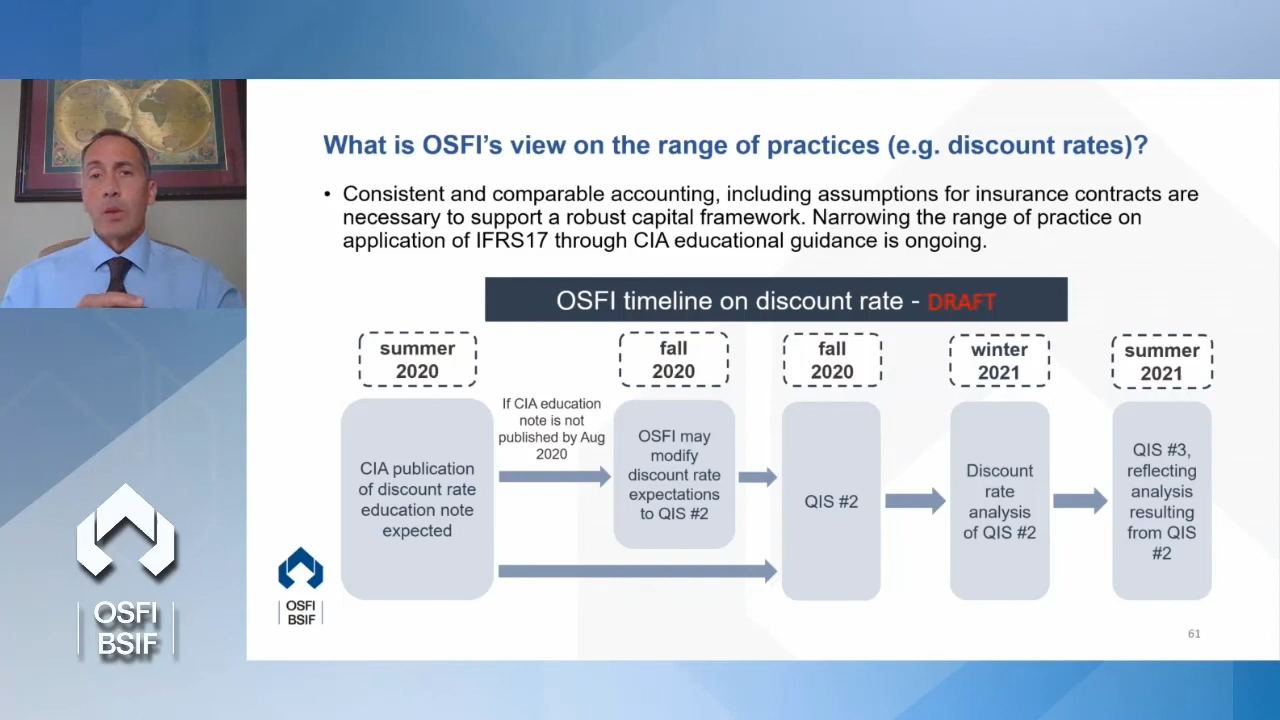 What is OSFI's view on the range of practices (e.g. discount rates)?
• Consistent and comparable accounting, including assumptions for insurance contracts are
necessary to support a robust capital framework. Narrowing the range of practice on
application of IFRS17 through CIA educational guidance is ongoing.
OSFI timeline on discount rate - DRAFT
summer
2020
fall
2020
fall
2020
winter
2021
summer
2021
CIA publication
of discount rate
education note
expected
If CIA education
note is not
published by Aug
2020
OSFI may
modify
discount rate
expectations
to QIS #2
QIS #2
Discount
rate
analysis
of QIS #2
QIS #3,
reflecting
analysis
resulting
from QIS
#2
OSFI
BSIF
OSFI
BSIF
61